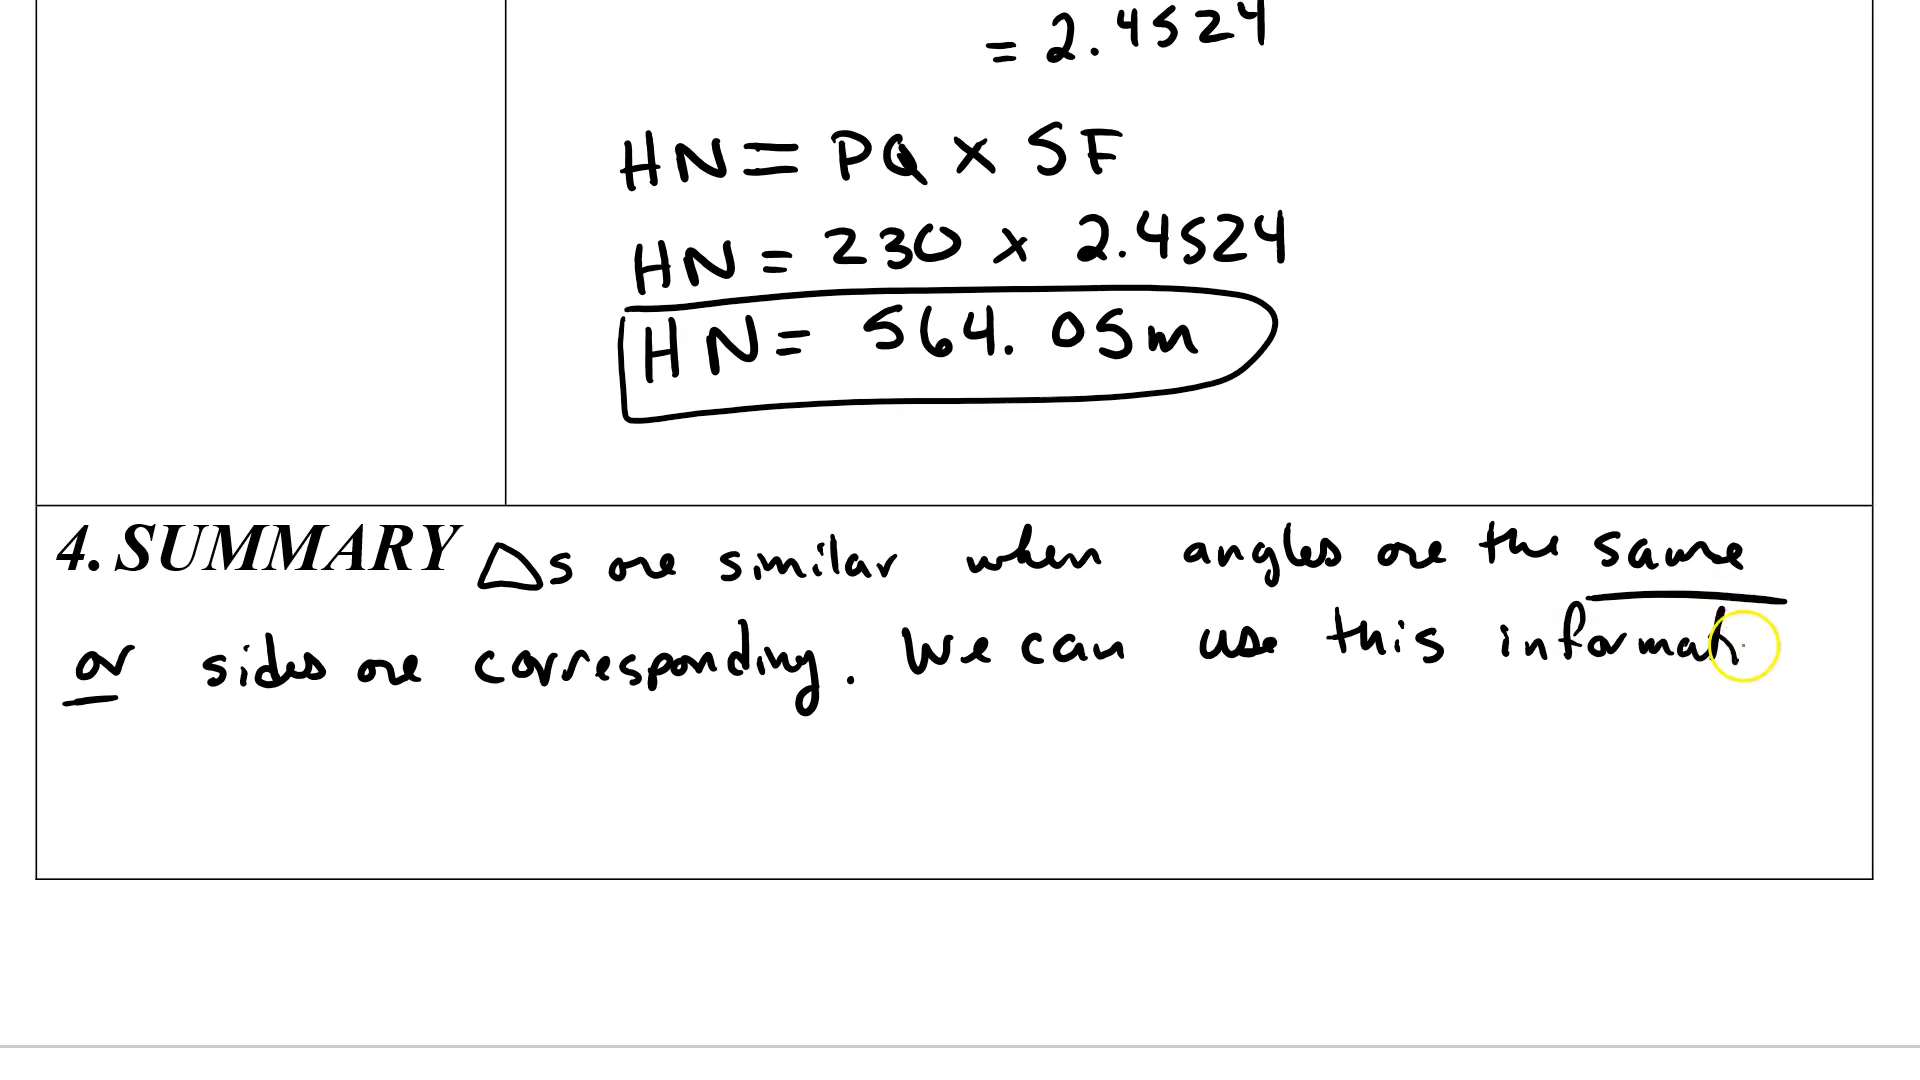 = 2.4524
HN = PQ × SF
HN = 230 × 2.4524
HN = 564.05m
4. SUMMARY △s are similar when angles are the same
or sides are corresponding. We can use this informati